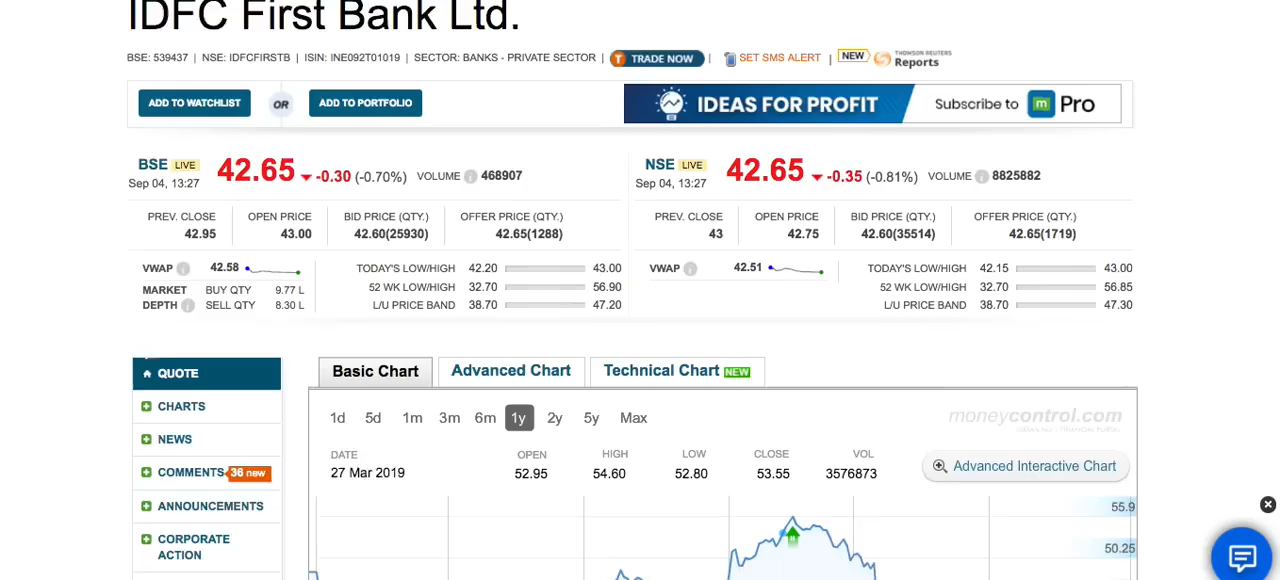 IDFC First Bank Ltd.
BSE: 539437 | NSE: IDFCFIRSTB | ISIN: INE092T01019 | SECTOR: BANKS - PRIVATE SECTOR | T TRADE NOW | SET SMS ALERT | NEW THOMSON REUTERS Reports
ADD TO WATCHLIST OR ADD TO PORTFOLIO IDEAS FOR PROFIT Subscribe to m Pro
BSE LIVE 42.65 -0.30 (-0.70%) VOLUME i 468907
Sep 04, 13:27
PREV. CLOSE OPEN PRICE BID PRICE (QTY.) OFFER PRICE (QTY.)
42.95 43.00 42.60(25930) 42.65(1288)
VWAP i 42.58 TODAY'S LOW/HIGH 42.20 43.00
MARKET BUY QTY 9.77 L 52 WK LOW/HIGH 32.70 56.90
DEPTH i SELL QTY 8.30 L L/U PRICE BAND 38.70 47.20
NSE LIVE 42.65 -0.35 (-0.81%) VOLUME i 8825882
Sep 04, 13:27
PREV. CLOSE OPEN PRICE BID PRICE (QTY.) OFFER PRICE (QTY.)
43 42.75 42.60(35514) 42.65(1719)
VWAP i 42.51 TODAY'S LOW/HIGH 42.15 43.00
52 WK LOW/HIGH 32.70 56.85
L/U PRICE BAND 38.70 47.30
QUOTE
CHARTS
NEWS
COMMENTS 36 new
ANNOUNCEMENTS
CORPORATE
ACTION
Basic Chart Advanced Chart Technical Chart NEW
1d 5d 1m 3m 6m 1y 2y 5y Max moneycontrol.com
DATE OPEN HIGH LOW CLOSE VOL
27 Mar 2019 52.95 54.60 52.80 53.55 3576873
Advanced Interactive Chart
55.9
50.25